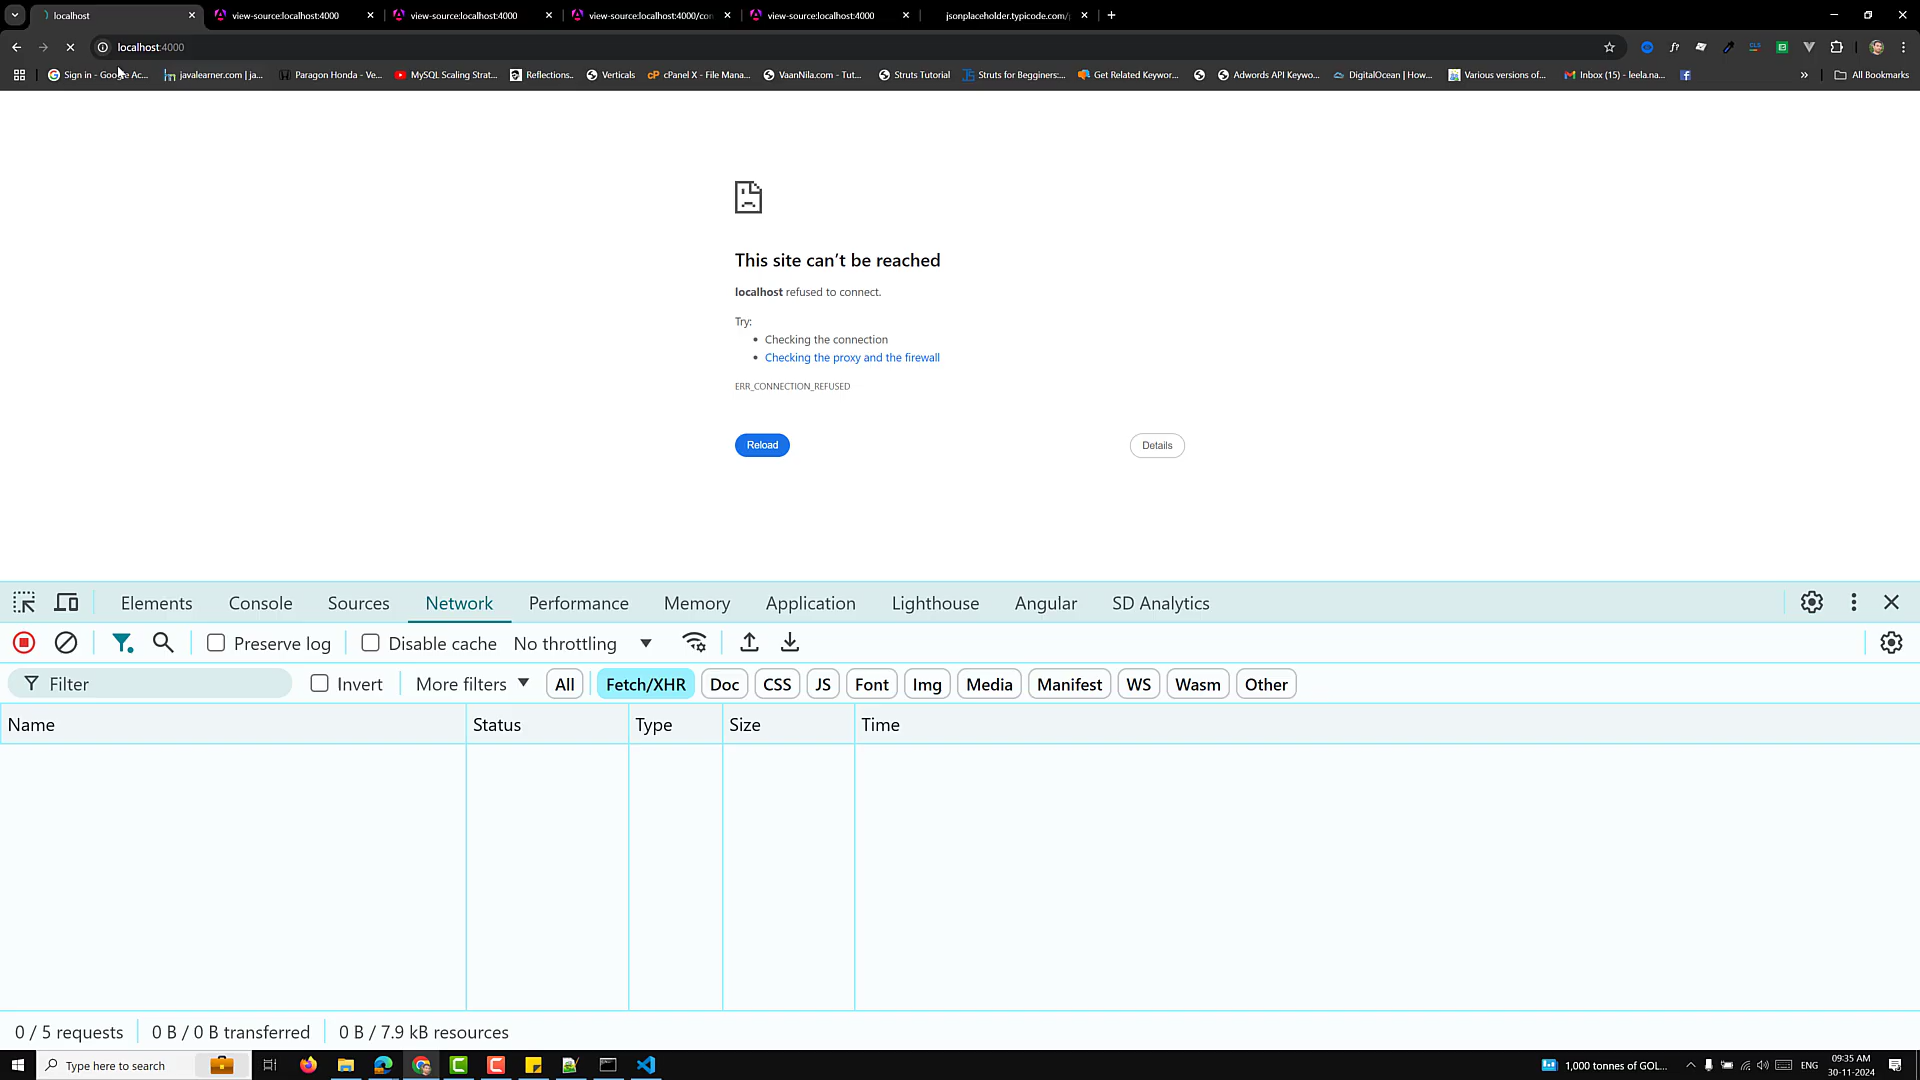 localhost
view-source:localhost:4000
view-source:localhost:4000
view-source:localhost:4000/con
view-source:localhost:4000
jsonplaceholder.typicode.com/
localhost:4000
Sign in - Google Ac...
javalearner.com | ja...
Paragon Honda - Ve...
MySQL Scaling Strat...
Reflections..
Verticals
cPanel X - File Mana...
VaanNila.com - Tut...
Struts Tutorial
Struts for Begginers:...
Get Related Keywor...
Adwords API Keywo...
DigitalOcean | How...
Various versions of...
Inbox (15) - leela.na...
All Bookmarks
This site can’t be reached
localhost refused to connect.
Try:
• Checking the connection
• Checking the proxy and the firewall
ERR_CONNECTION_REFUSED
Reload
Details
Elements
Console
Sources
Network
Performance
Memory
Application
Lighthouse
Angular
SD Analytics
Preserve log
Disable cache
No throttling
Filter
Invert
More filters
All
Fetch/XHR
Doc
CSS
JS
Font
Img
Media
Manifest
WS
Wasm
Other
Name
Status
Type
Size
Time
0 / 5 requests
0 B / 0 B transferred
0 B / 7.9 kB resources
Type here to search
1,000 tonnes of GOL...
ENG
09:35 AM
30-11-2024